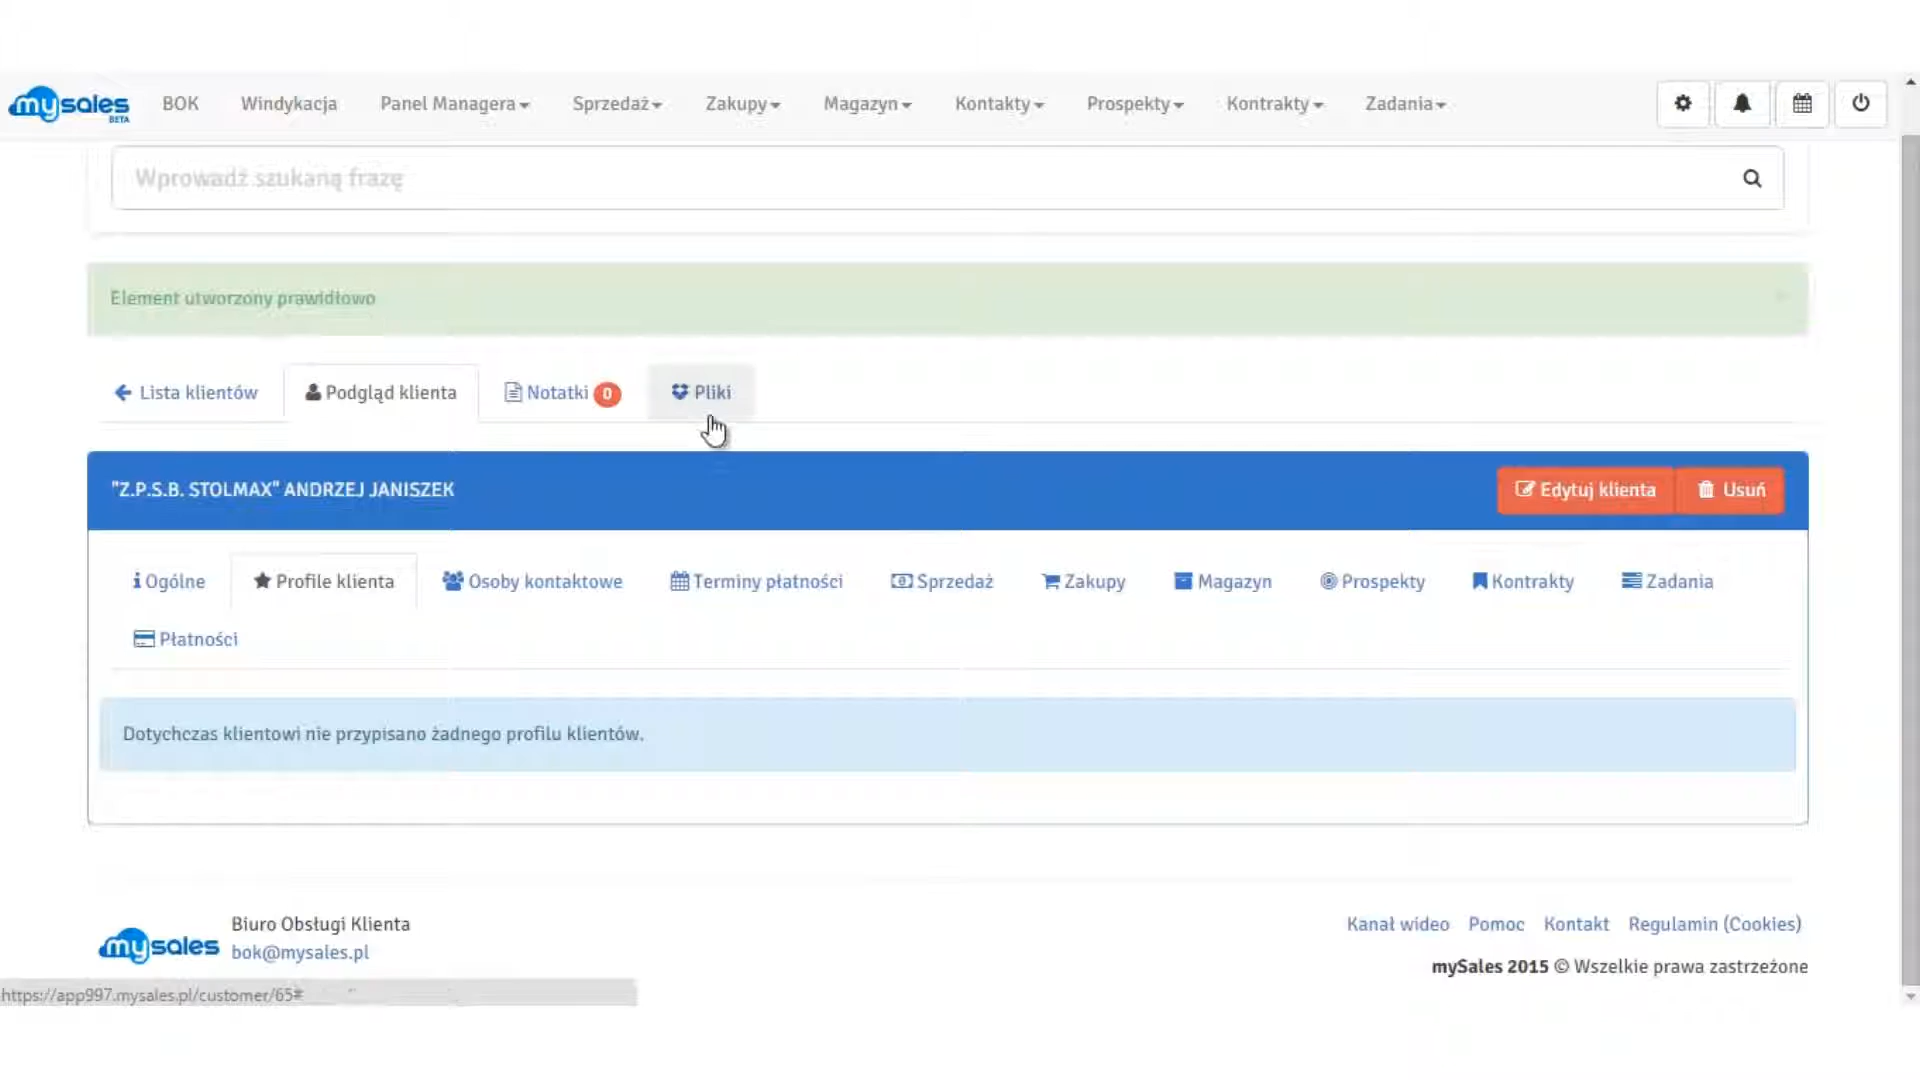 mysales BETA BOK Windykacja Panel Managera Sprzedaż Zakupy Magazyn Kontakty Prospekty Kontrakty Zadania
Wprowadź szukaną frazę
Element utworzony prawidłowo
Lista klientów Podgląd klienta Notatki 0 Pliki
"Z.P.S.B. STOLMAX" ANDRZEJ JANISZEK Edytuj klienta Usuń
Ogólne Profile klienta Osoby kontaktowe Terminy płatności Sprzedaż Zakupy Magazyn Prospekty Kontrakty Zadania
Płatności
Dotychczas klientowi nie przypisano żadnego profilu klientów.
Biuro Obsługi Klienta Kanał wideo Pomoc Kontakt Regulamin (Cookies)
mysales bok@mysales.pl
mySales 2015 © Wszelkie prawa zastrzeżone
https://app997.mysales.pl/customer/65#